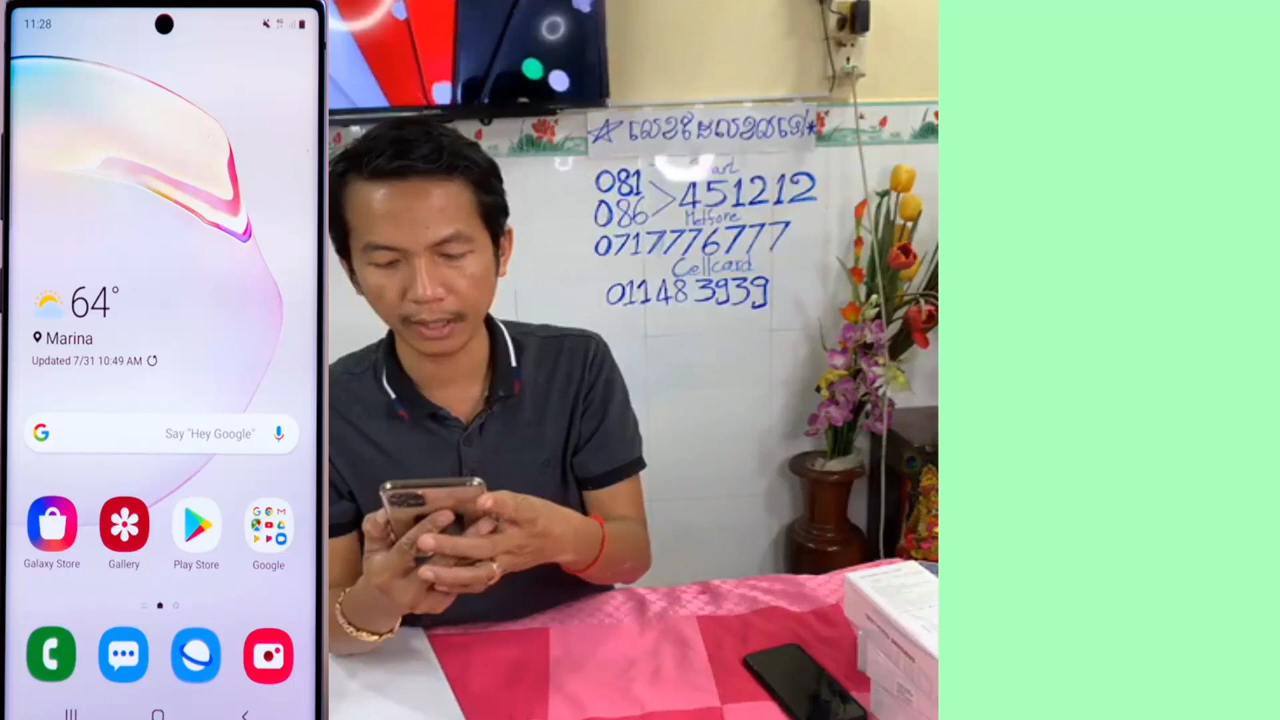 11:28
64°
Marina
Updated 7/31 10:49 AM
Say "Hey Google"
Galaxy Store
Gallery
Play Store
Google
081
086
451212
Metfone
0717776777
Cellcard
011483939